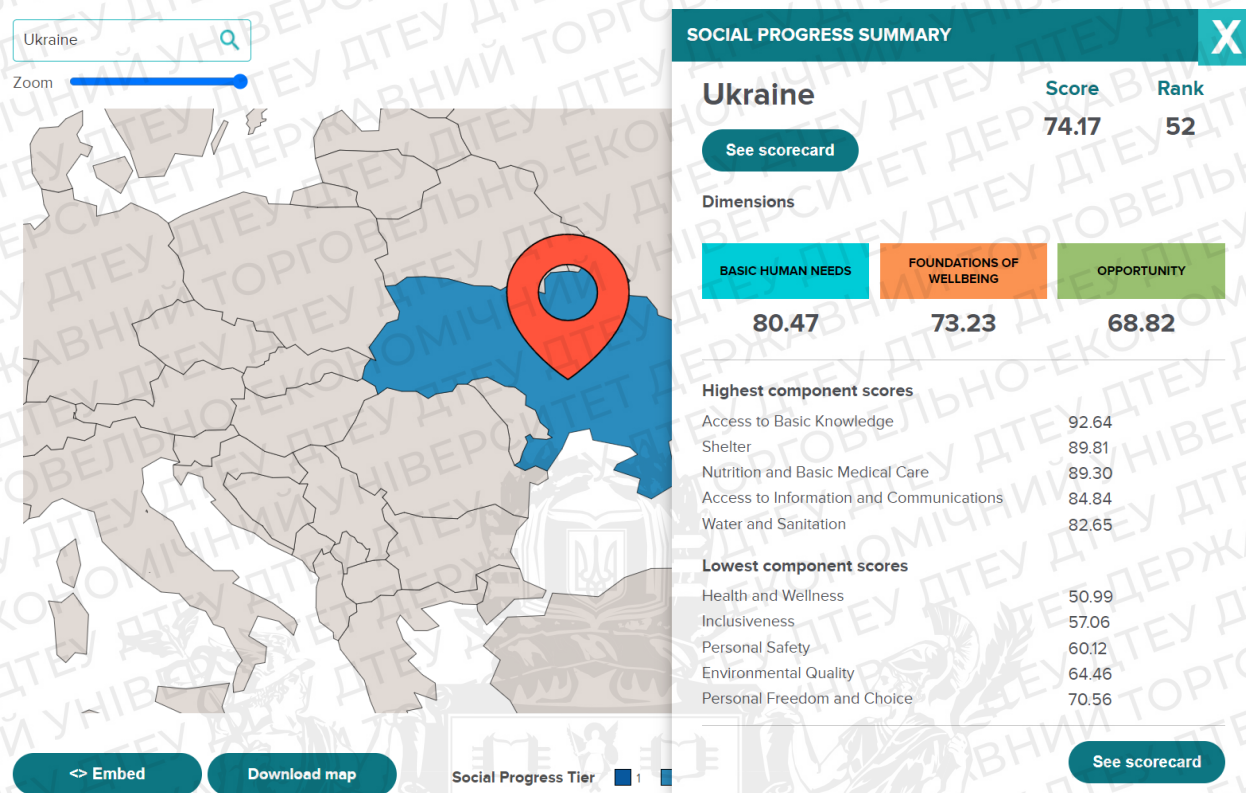 Ukraine
Zoom
SOCIAL PROGRESS SUMMARY
X
Ukraine
Score Rank
74.17 52
See scorecard
Dimensions
BASIC HUMAN NEEDS
80.47
FOUNDATIONS OF
WELLBEING
73.23
OPPORTUNITY
68.82
Highest component scores
Access to Basic Knowledge 92.64
Shelter 89.81
Nutrition and Basic Medical Care 89.30
Access to Information and Communications 84.84
Water and Sanitation 82.65
Lowest component scores
Health and Wellness 50.99
Inclusiveness 57.06
Personal Safety 60.12
Environmental Quality 64.46
Personal Freedom and Choice 70.56
See scorecard
<> Embed
Download map
Social Progress Tier 1